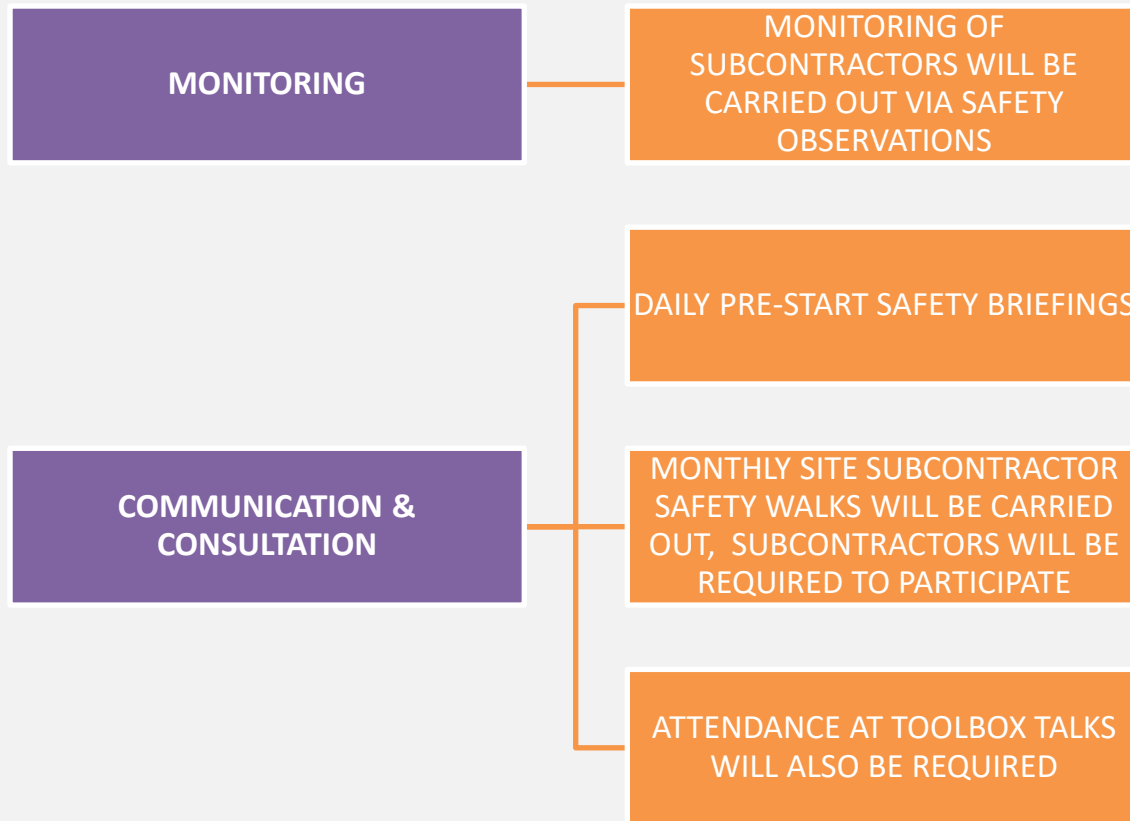 MONITORING
MONITORING OF
SUBCONTRACTORS WILL BE
CARRIED OUT VIA SAFETY
OBSERVATIONS
DAILY PRE-START SAFETY BRIEFINGS
COMMUNICATION &
CONSULTATION
MONTHLY SITE SUBCONTRACTOR
SAFETY WALKS WILL BE CARRIED
OUT,  SUBCONTRACTORS WILL BE
REQUIRED TO PARTICIPATE
ATTENDANCE AT TOOLBOX TALKS
WILL ALSO BE REQUIRED